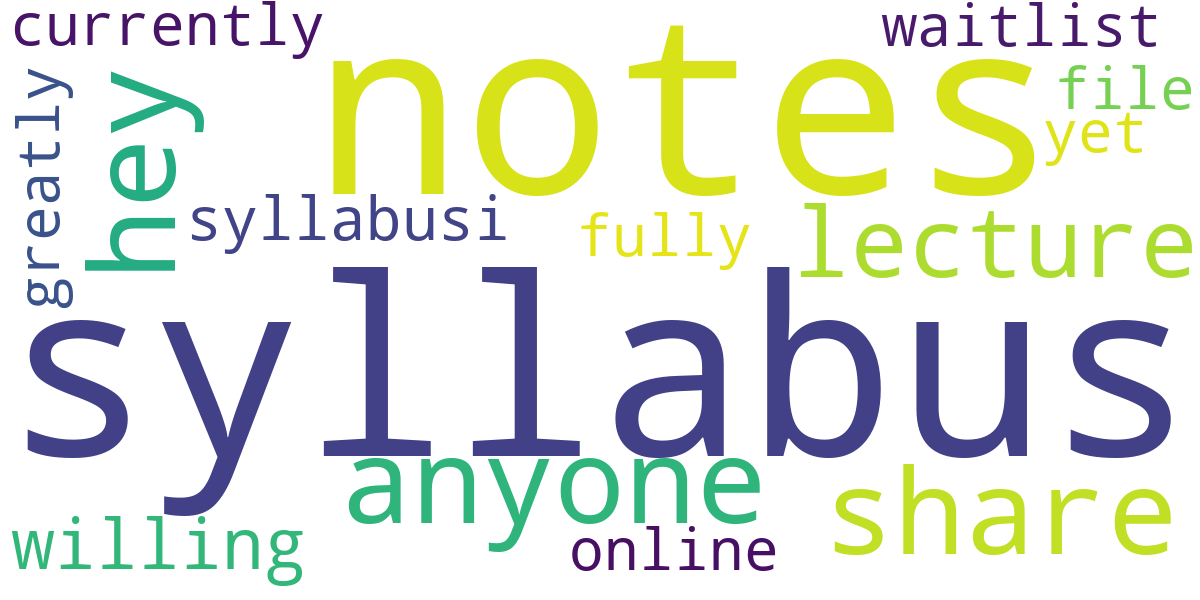 currently
notes
waitlist
greatly
hey
file
yet
syllabusi
fully
lecture
syllabus
anyone
share
willing
online